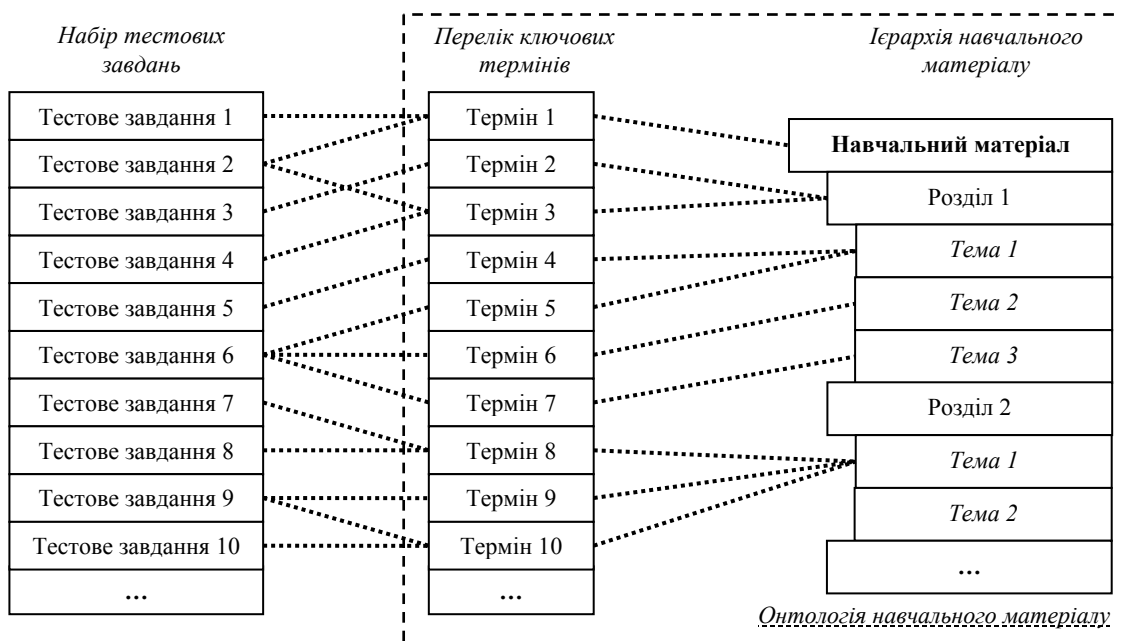 Набір тестових
завдань
Тестове завдання 1
Тестове завдання 2
Тестове завдання 3
Тестове завдання 4
Тестове завдання 5
Тестове завдання 6
Тестове завдання 7
Тестове завдання 8
Тестове завдання 9
Тестове завдання 10
...
Перелік ключових
термінів
Термін 1
Термін 2
Термін 3
Термін 4
Термін 5
Термін 6
Термін 7
Термін 8
Термін 9
Термін 10
...
Ієрархія навчального
матеріалу
Навчальний матеріал
Розділ 1
Тема 1
Тема 2
Тема 3
Розділ 2
Тема 1
Тема 2
...
Онтологія навчального матеріалу